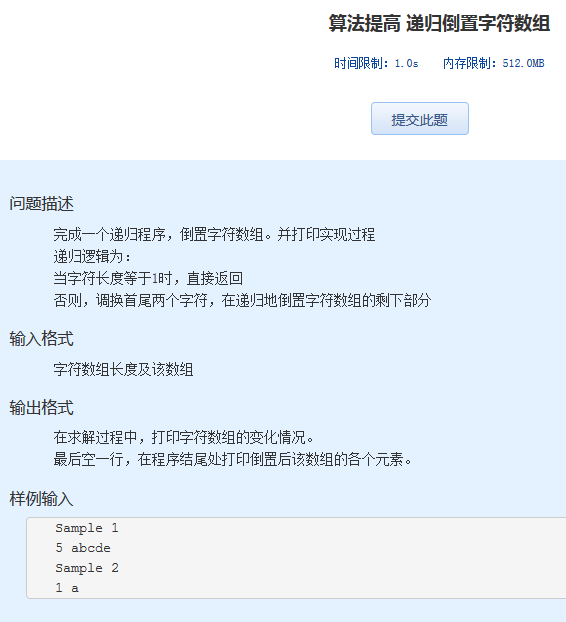 算法提高 递归倒置字符数组
时间限制：1.0s 内存限制：512.0MB
提交此题
问题描述
完成一个递归程序，倒置字符数组。并打印实现过程
递归逻辑为：
当字符长度等于1时，直接返回
否则，调换首尾两个字符，在递归地倒置字符数组的剩下部分
输入格式
字符数组长度及该数组
输出格式
在求解过程中，打印字符数组的变化情况。
最后空一行，在程序结尾处打印倒置后该数组的各个元素。
样例输入
Sample 1
5 abcde
Sample 2
1 a